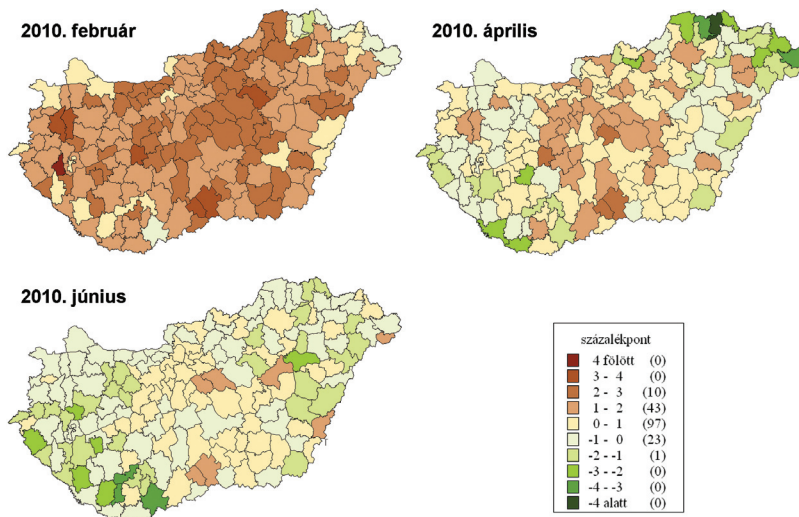 2010. február
2010. április
2010. június
százalékpont
4 fölött (0)
3 - 4 (0)
2 - 3 (10)
1 - 2 (43)
0 - 1 (97)
-1 - 0 (23)
-2 - -1 (1)
-3 - -2 (0)
-4 - -3 (0)
-4 alatt (0)